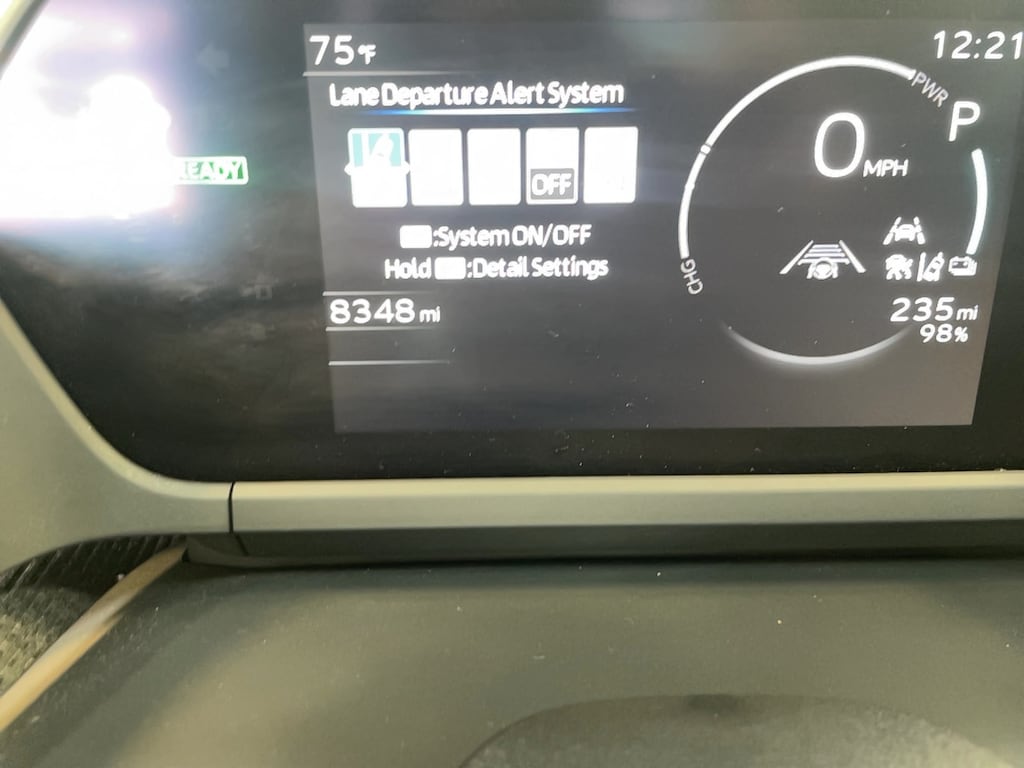 75°F
12:21
Lane Departure Alert System
PWR
P
READY
0 MPH
OFF
:System ON/OFF
Hold :Detail Settings
CHG
8348 mi
235 mi
98%